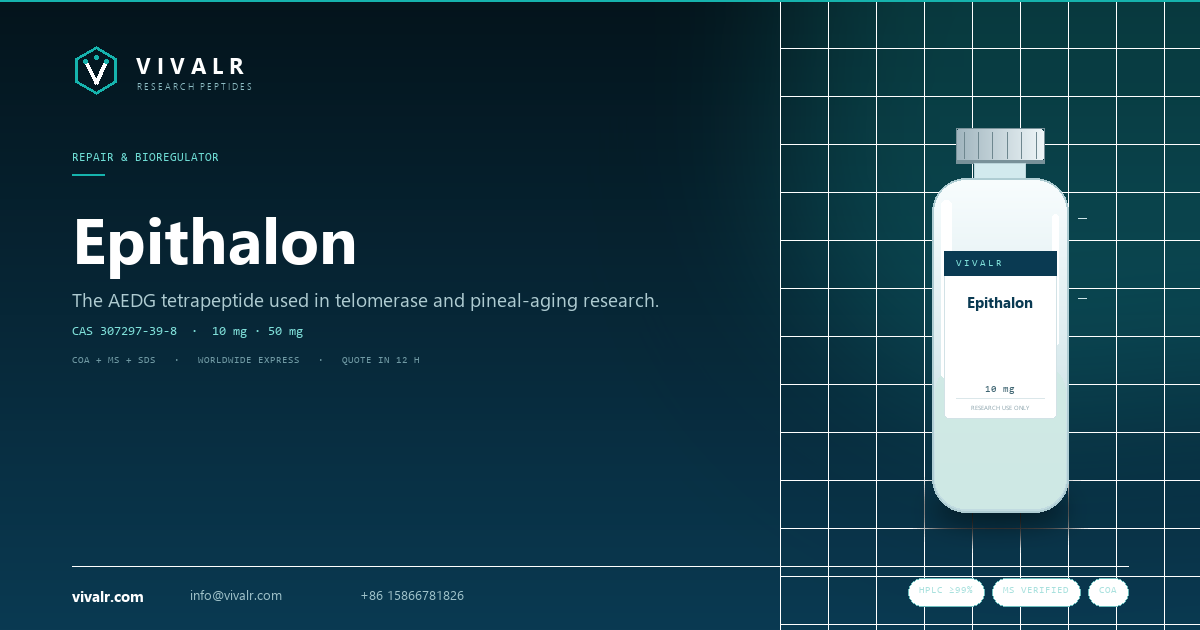 VIVALR
RESEARCH PEPTIDES
REPAIR & BIOREGULATOR
Epithalon
The AEDG tetrapeptide used in telomerase and pineal-aging research.
CAS 307297-39-8 · 10 mg · 50 mg
COA + MS + SDS · WORLDWIDE EXPRESS · QUOTE IN 12 H
VIVALR
Epithalon
10 mg
RESEARCH USE ONLY
vivalr.com info@vivalr.com +86 15866781826
HPLC ≥99% MS VERIFIED COA